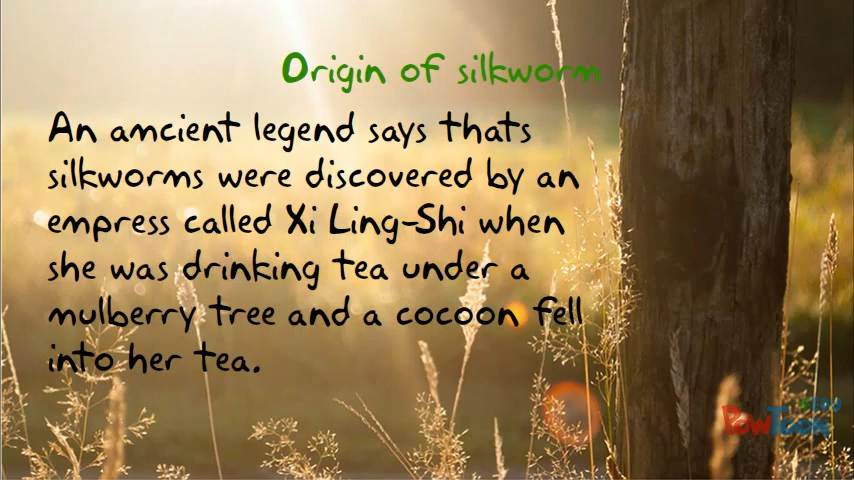 Origin of silkworm
An amcient legend says thats
silkworms were discovered by an
empress called Xi Ling-Shi when
she was drinking tea under a
mulberry tree and a cocoon fell
into her tea.
EDU
PowToon